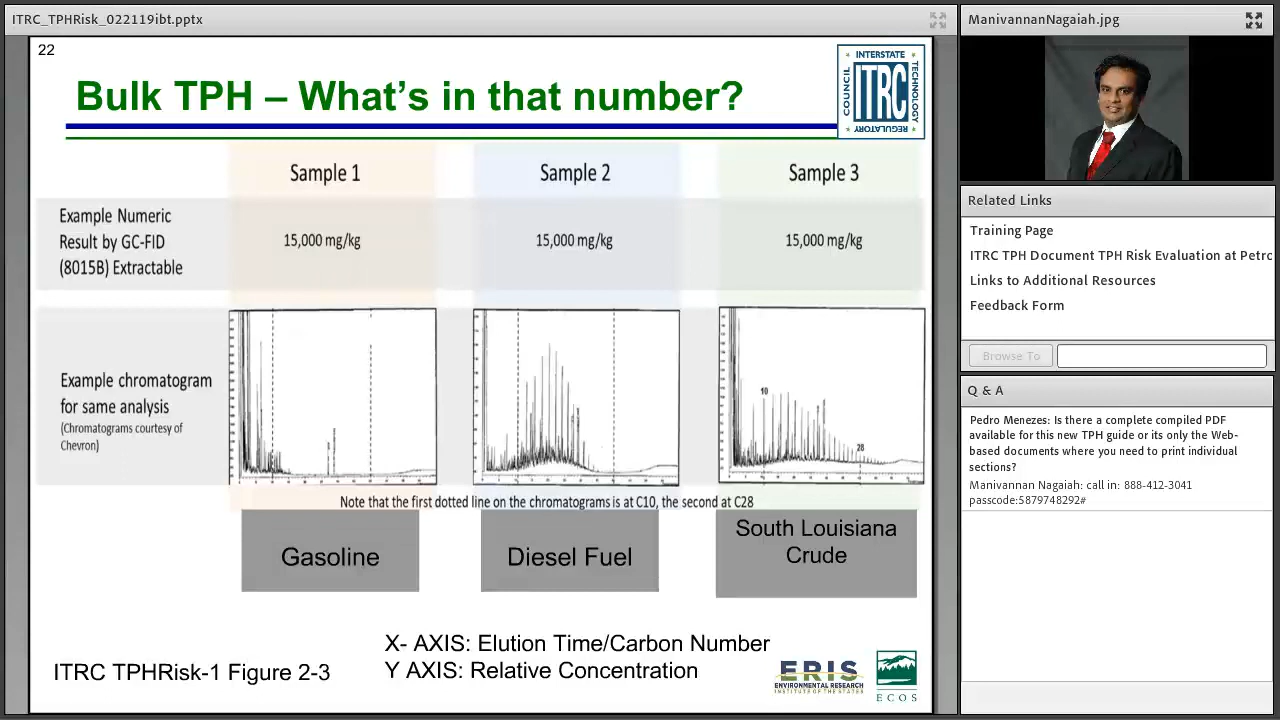 ITRC_TPHRisk_022119ibt.pptx
22
Bulk TPH – What's in that number?
INTERSTATE
COUNCIL
ITRC
TECHNOLOGY
REGULATORY
Sample 1
Sample 2
Sample 3
Example Numeric
Result by GC-FID
(8015B) Extractable
15,000 mg/kg
15,000 mg/kg
15,000 mg/kg
Example chromatogram
for same analysis
(Chromatograms courtesy of
Chevron)
10
28
Note that the first dotted line on the chromatograms is at C10, the second at C28
Gasoline
Diesel Fuel
South Louisiana
Crude
X- AXIS: Elution Time/Carbon Number
Y AXIS: Relative Concentration
ITRC TPHRisk-1 Figure 2-3
ERIS
ENVIRONMENTAL RESEARCH
INSTITUTE OF THE STATES
ECOS
ManivannanNagaiah.jpg
Related Links
Training Page
ITRC TPH Document TPH Risk Evaluation at Petrc
Links to Additional Resources
Feedback Form
Browse To
Q & A
Pedro Menezes: Is there a complete compiled PDF
available for this new TPH guide or its only the Web-
based documents where you need to print individual
sections?
Manivannan Nagaiah: call in: 888-412-3041
passcode:5879748292#